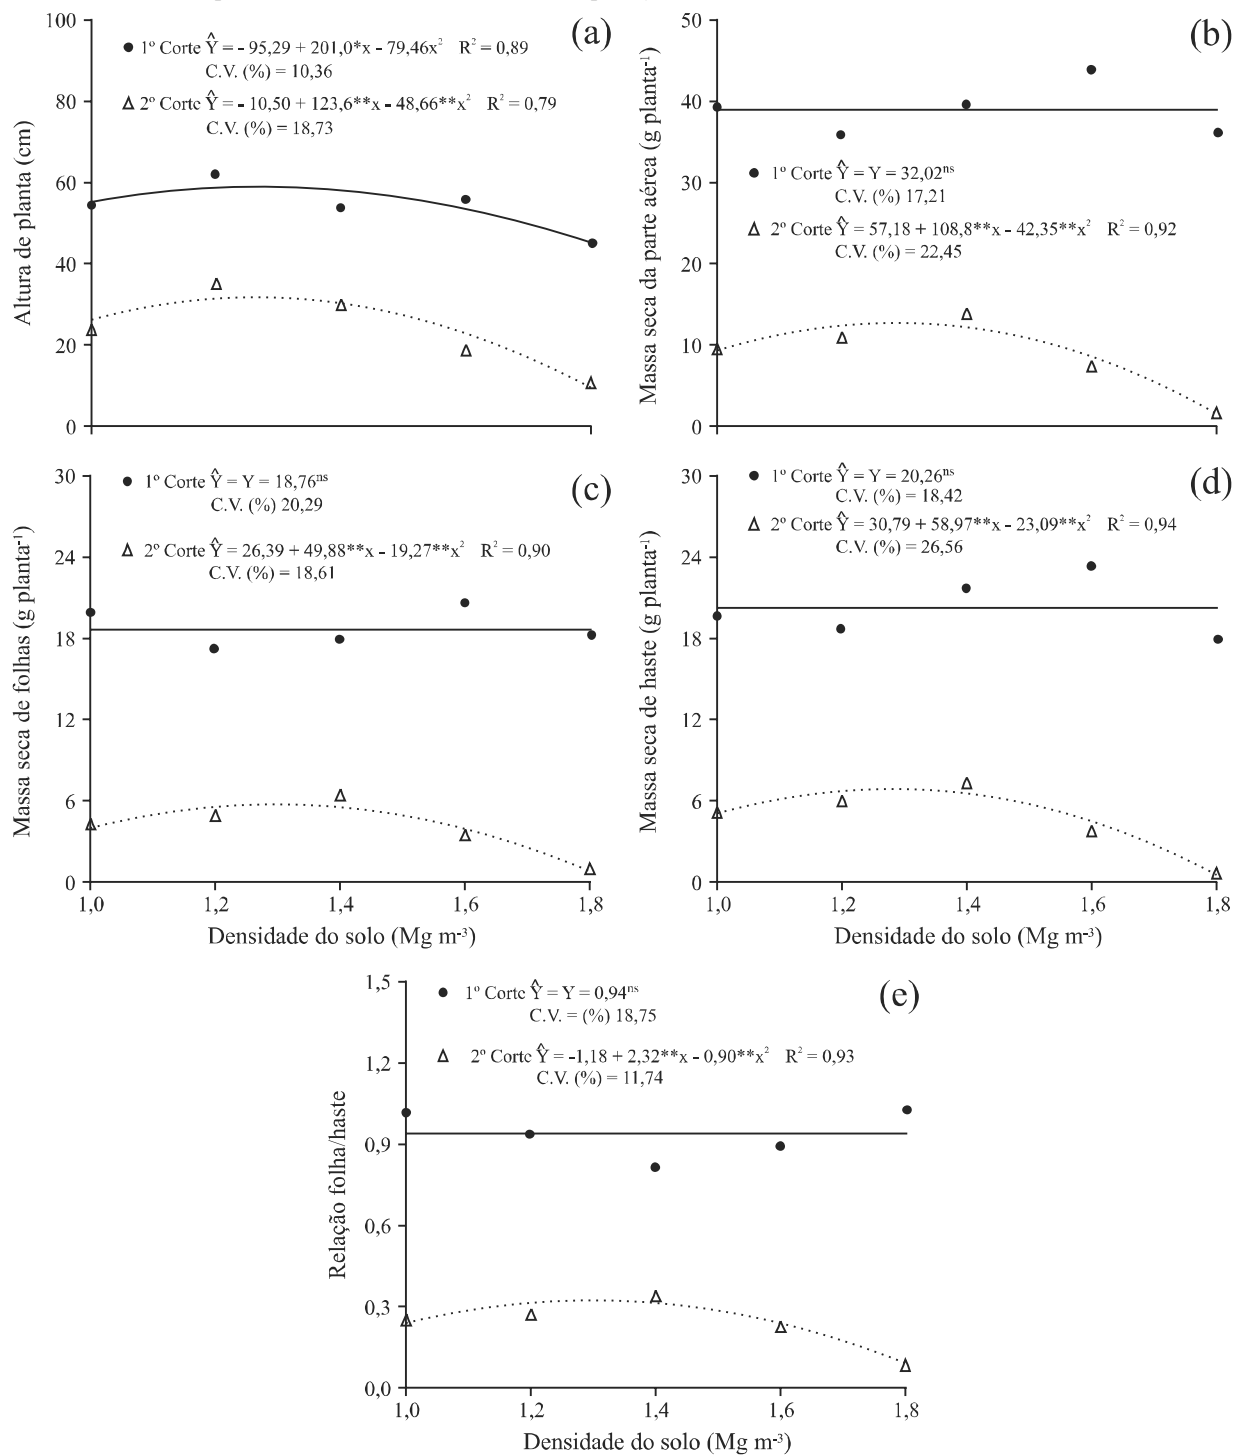 (a)
1º Corte Ŷ = - 95,29 + 201,0*x - 79,46x² R² = 0,89
C.V. (%) = 10,36
2º Corte Ŷ = - 10,50 + 123,6**x - 48,66**x² R² = 0,79
C.V. (%) = 18,73
Altura de planta (cm)
100
80
60
40
20
0
(b)
1º Corte Ŷ = Y = 32,02ⁿˢ
C.V. (%) 17,21
2º Corte Ŷ = 57,18 + 108,8**x - 42,35**x² R² = 0,92
C.V. (%) = 22,45
Massa seca da parte aérea (g planta⁻¹)
50
40
30
20
10
0
(c)
1º Corte Ŷ = Y = 18,76ⁿˢ
C.V. (%) 20,29
2º Corte Ŷ = 26,39 + 49,88**x - 19,27**x² R² = 0,90
C.V. (%) = 18,61
Massa seca de folhas (g planta⁻¹)
30
24
18
12
6
0
1,0 1,2 1,4 1,6 1,8
Densidade do solo (Mg m⁻³)
(d)
1º Corte Ŷ = Y = 20,26ⁿˢ
C.V. (%) = 18,42
2º Corte Ŷ = 30,79 + 58,97**x - 23,09**x² R² = 0,94
C.V. (%) = 26,56
Massa seca de haste (g planta⁻¹)
30
24
18
12
6
0
1,0 1,2 1,4 1,6 1,8
Densidade do solo (Mg m⁻³)
(e)
1º Corte Ŷ = Y = 0,94ⁿˢ
C.V. = (%) 18,75
2º Corte Ŷ = -1,18 + 2,32**x - 0,90**x² R² = 0,93
C.V. (%) = 11,74
Relação folha/haste
1,5
1,2
0,9
0,6
0,3
0,0
1,0 1,2 1,4 1,6 1,8
Densidade do solo (Mg m⁻³)